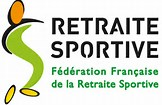 RETRAITE
SPORTIVE
Fédération Française
de la Retraite Sportive